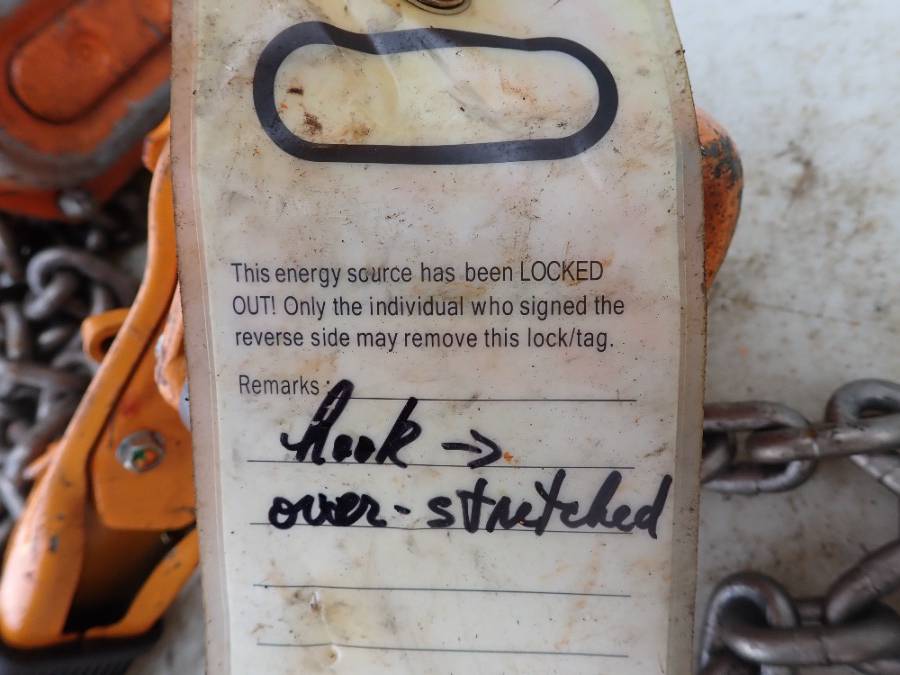 This energy source has been LOCKED
OUT! Only the individual who signed the
reverse side may remove this lock/tag.
Remarks:
hook →
over-stretched